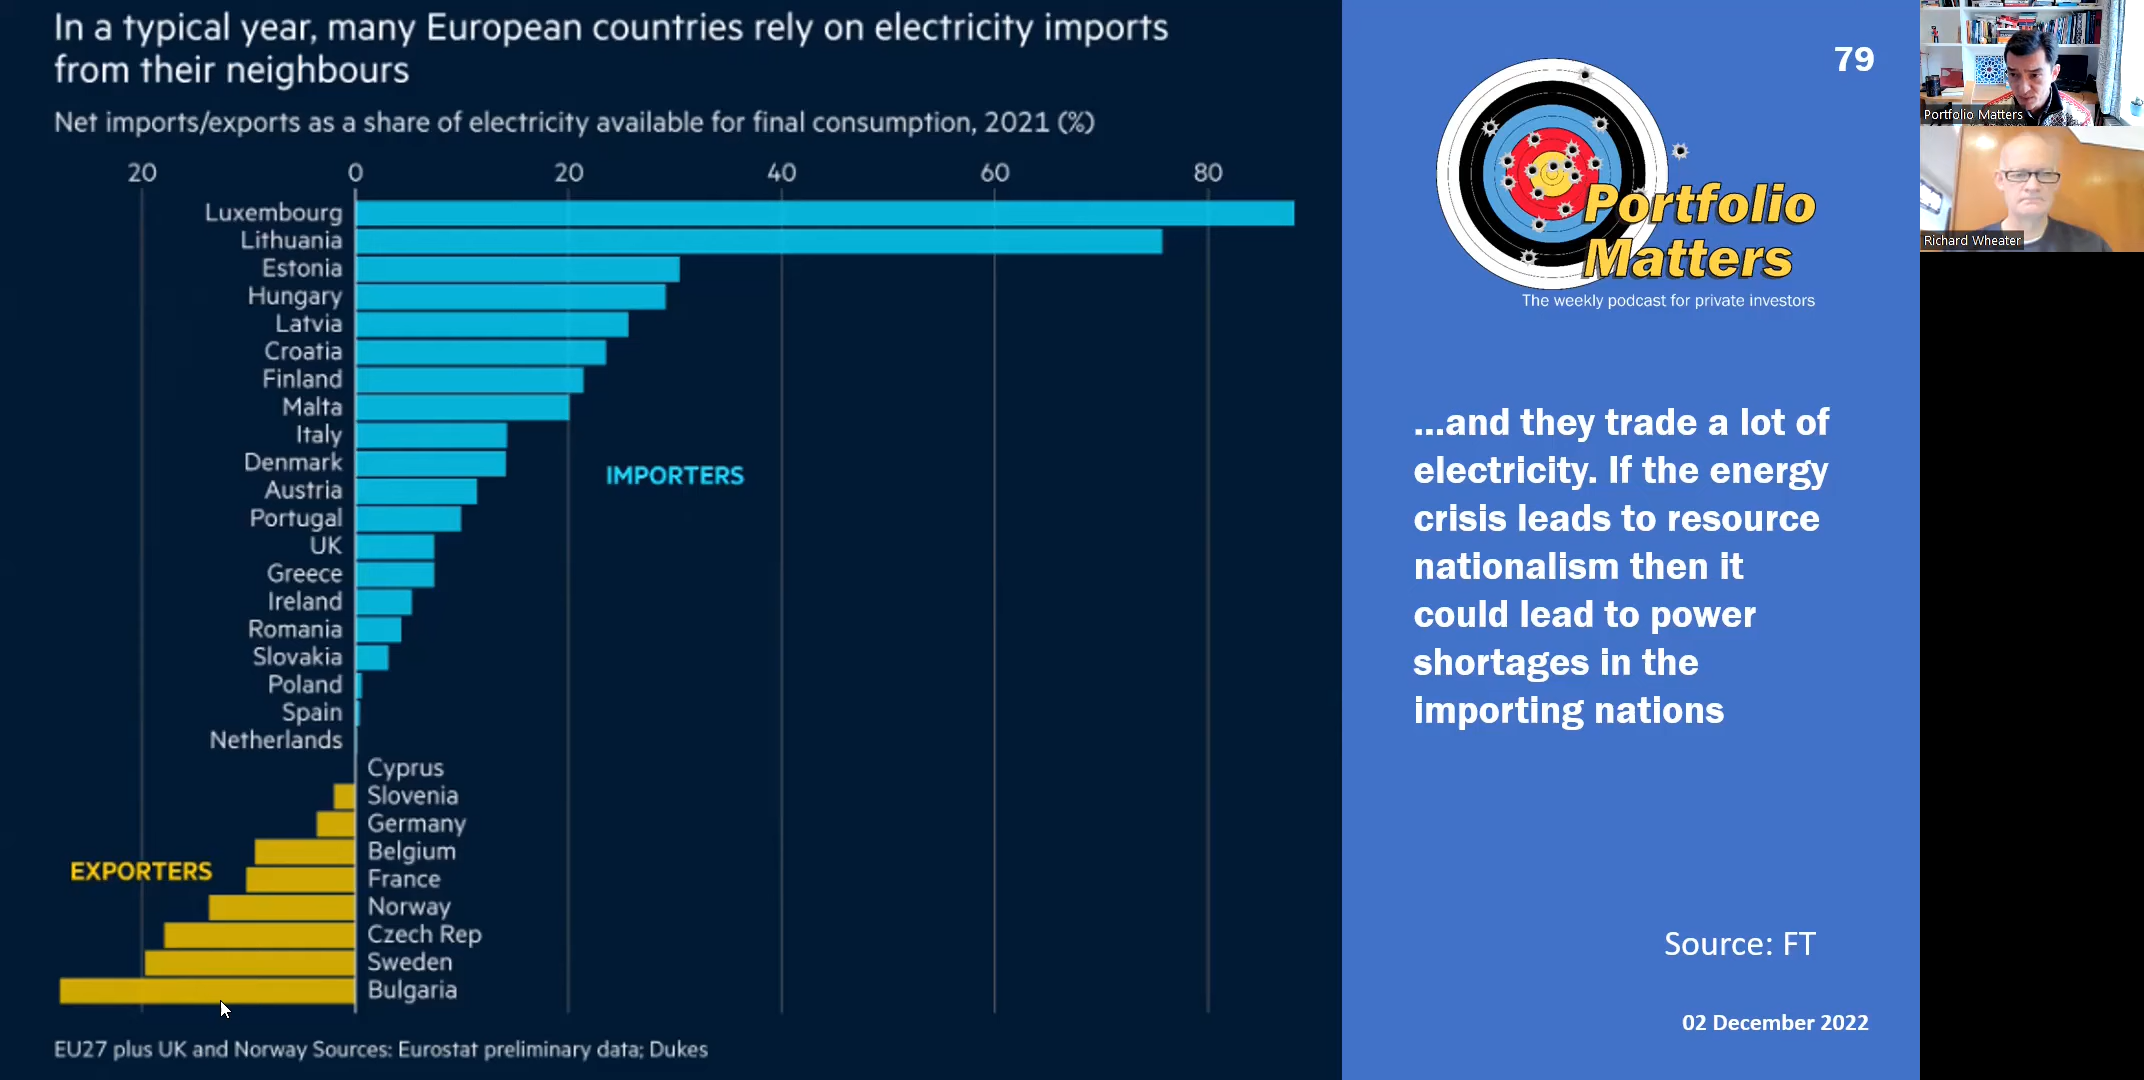 In a typical year, many European countries rely on electricity imports
from their neighbours
Net imports/exports as a share of electricity available for final consumption, 2021 (%)
20 0 20 40 60 80
Luxembourg
Lithuania
Estonia
Hungary
Latvia
Croatia
Finland
Malta
Italy
Denmark
Austria
Portugal
UK
Greece
Ireland
Romania
Slovakia
Poland
Spain
Netherlands
IMPORTERS
Cyprus
Slovenia
Germany
Belgium
France
Norway
Czech Rep
Sweden
Bulgaria
EXPORTERS
EU27 plus UK and Norway Sources: Eurostat preliminary data; Dukes
79
Portfolio
Matters
The weekly podcast for private investors
...and they trade a lot of
electricity. If the energy
crisis leads to resource
nationalism then it
could lead to power
shortages in the
importing nations
Source: FT
02 December 2022
Portfolio Matters
Richard Wheater